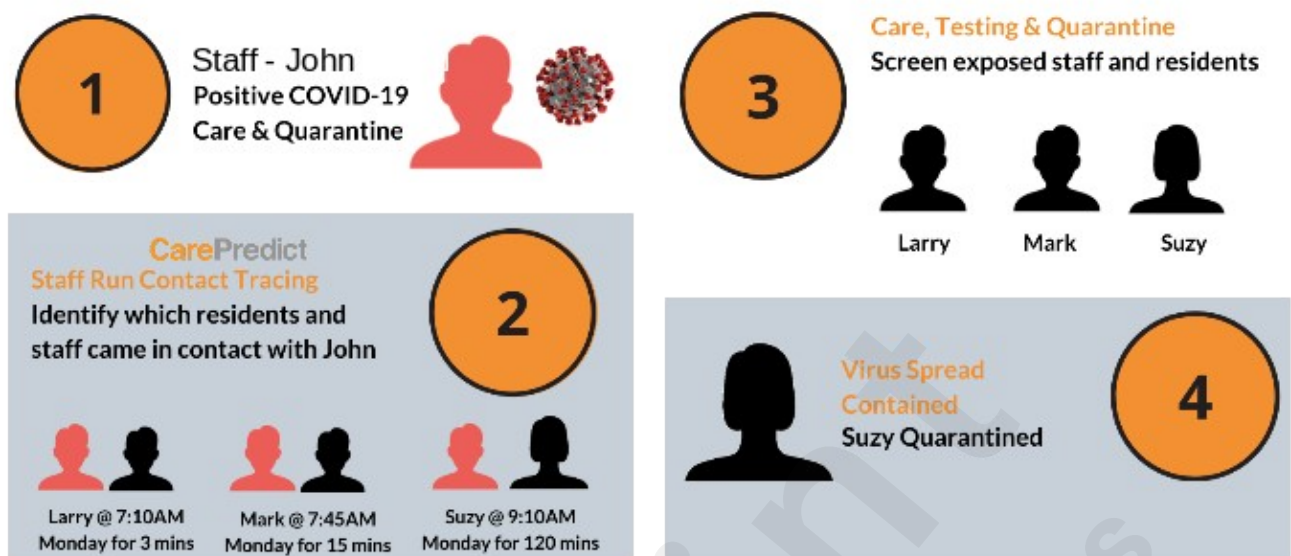 1
Staff - John
Positive COVID-19
Care & Quarantine
CarePredict
Staff Run Contact Tracing
Identify which residents and
staff came in contact with John
2
Larry @ 7:10AM
Monday for 3 mins
Mark @ 7:45AM
Monday for 15 mins
Suzy @ 9:10AM
Monday for 120 mins
3
Care, Testing & Quarantine
Screen exposed staff and residents
Larry
Mark
Suzy
Virus Spread
Contained
Suzy Quarantined
4